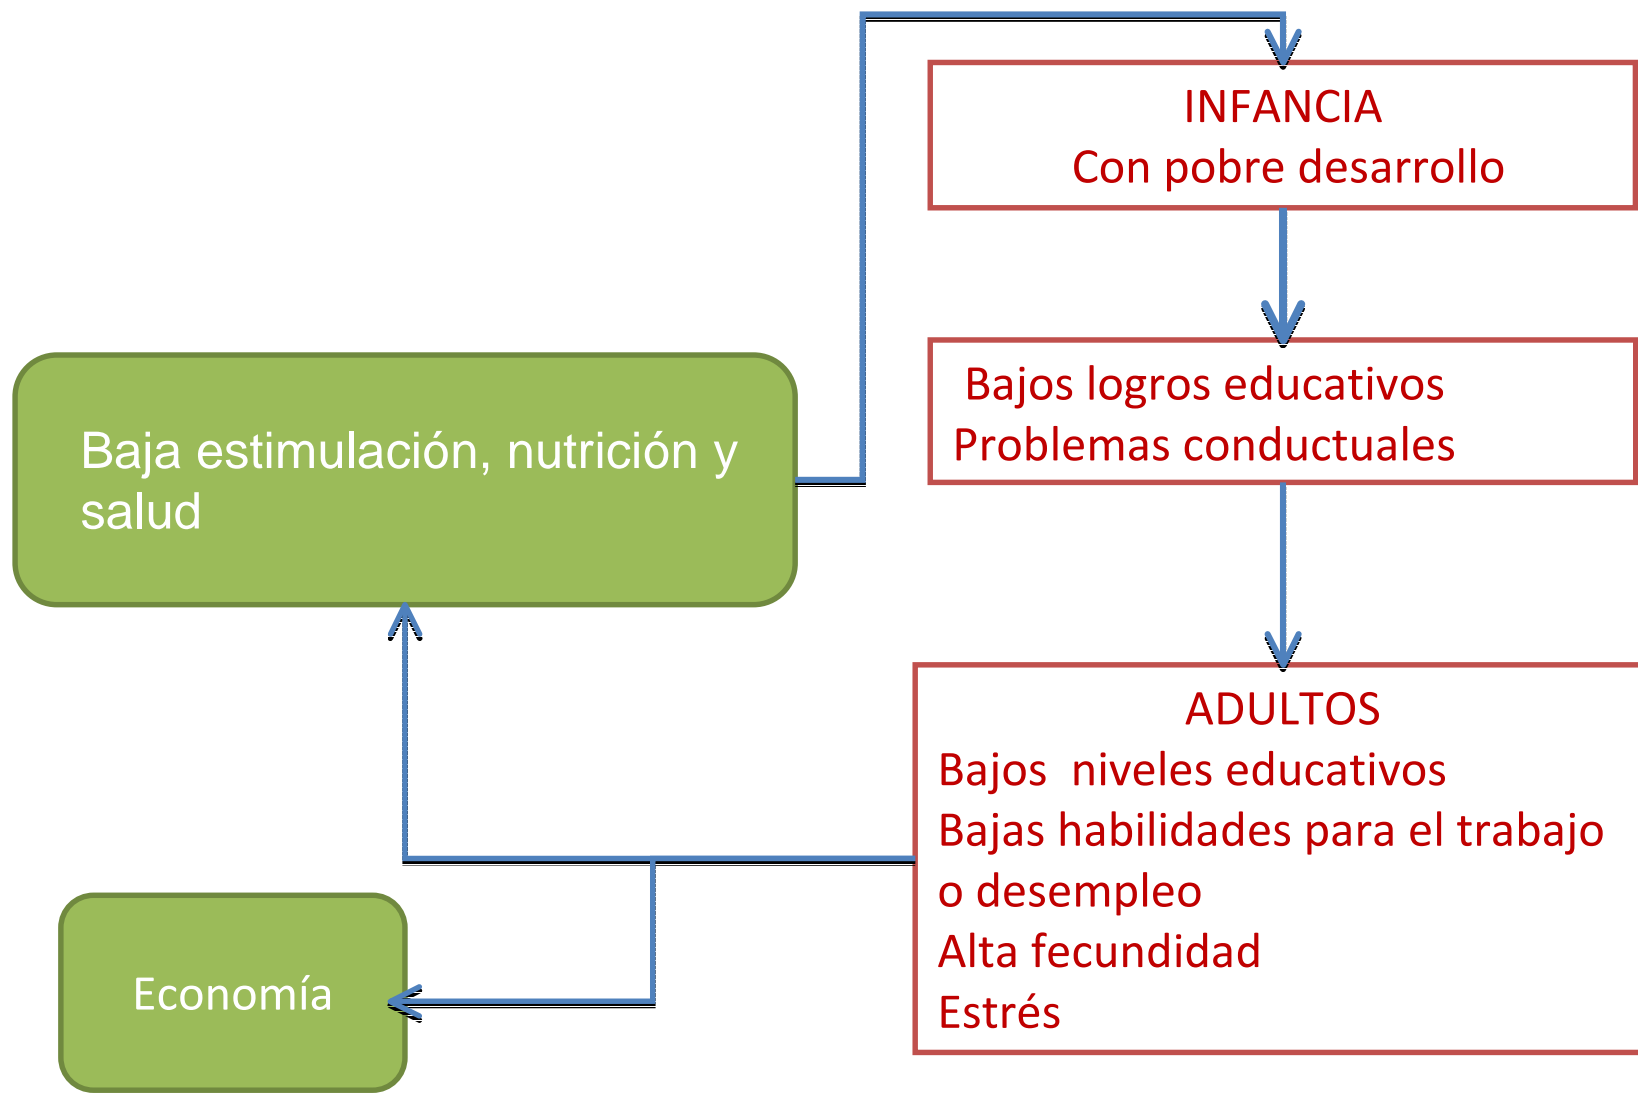 INFANCIA
Con pobre desarrollo
Bajos logros educativos
Problemas conductuales
Baja estimulación, nutrición y
salud
ADULTOS
Bajos niveles educativos
Bajas habilidades para el trabajo
o desempleo
Alta fecundidad
Estrés
Economía